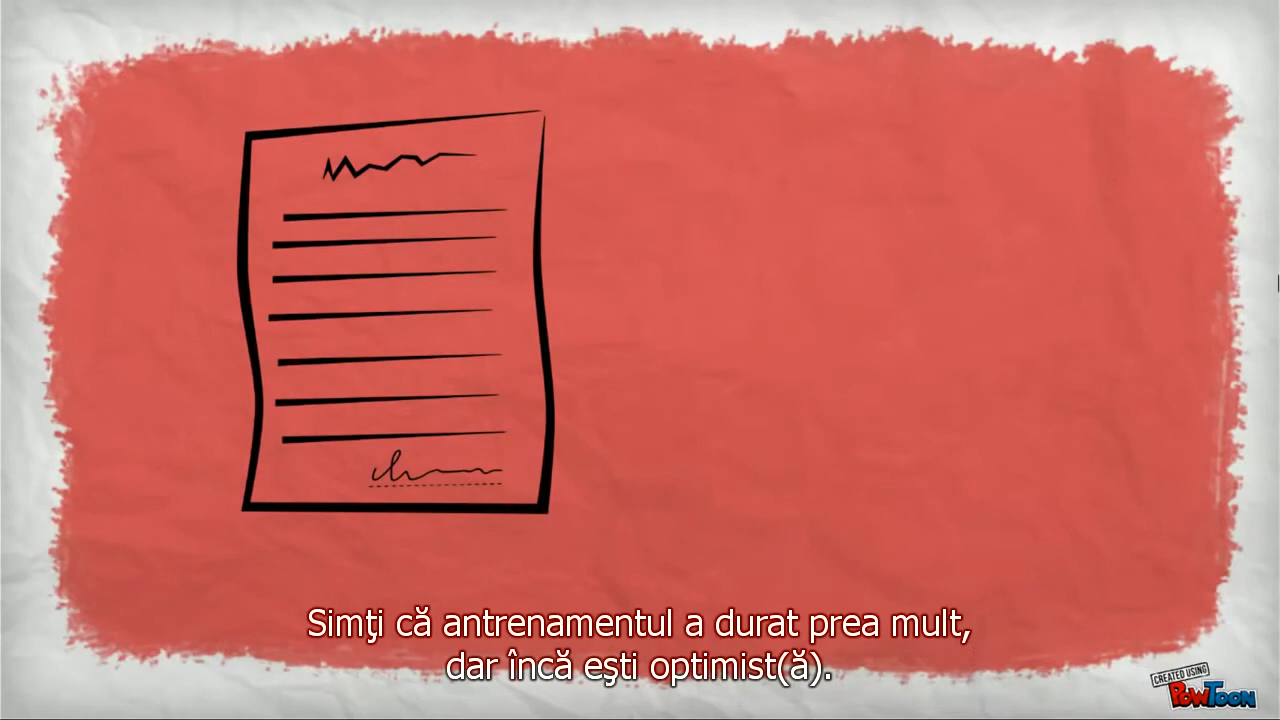 Simţi că antrenamentul a durat prea mult,
dar încă eşti optimist(ă).
CREATED USING
POWTOON